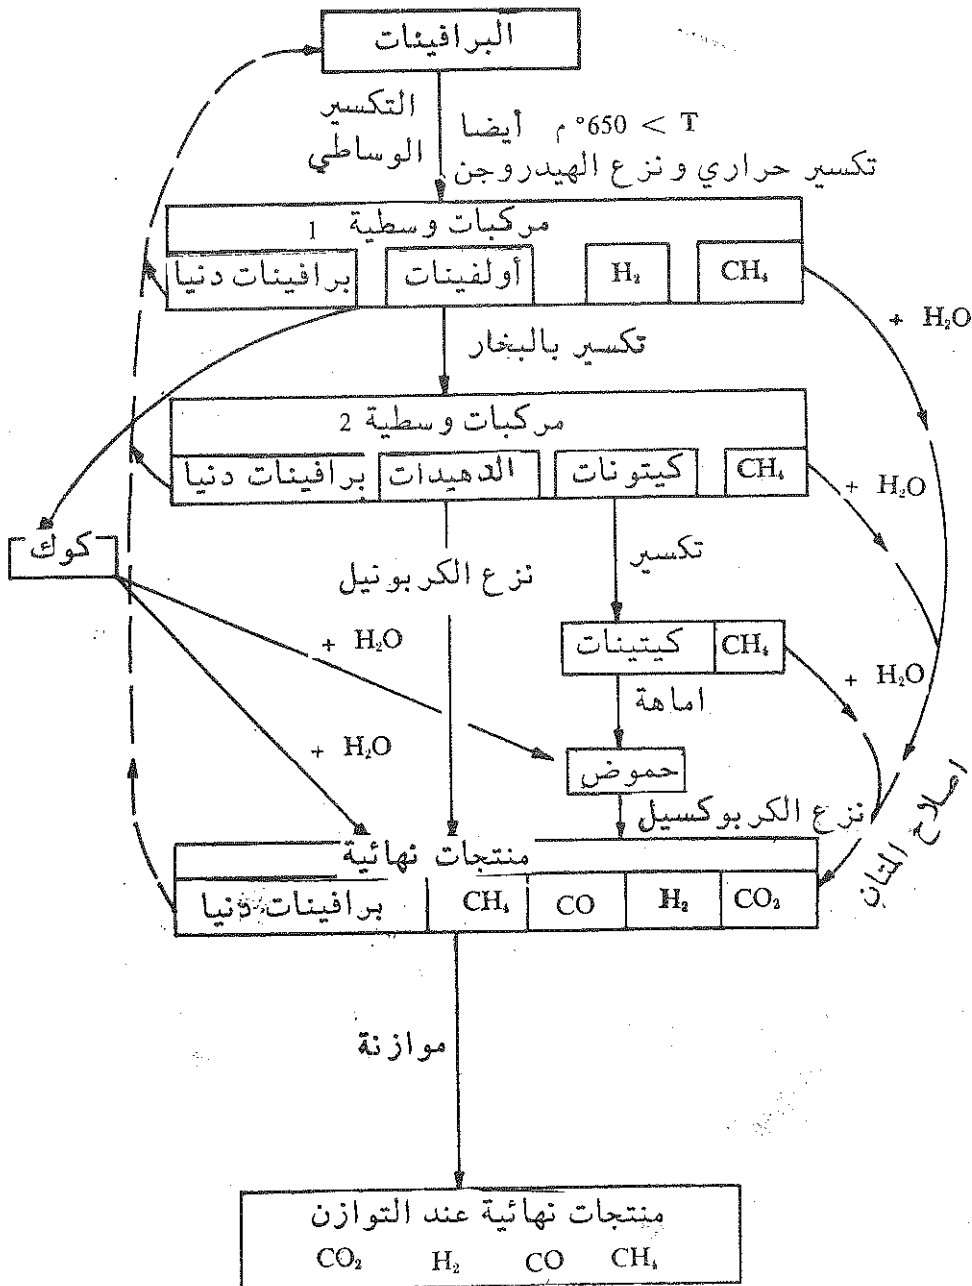 البرافينات
التكسير
الوساطي
أيضا م °650 < T
تكسير حراري ونزع الهيدروجن
مركبات وسطية 1
برافينات دنيا
أولفينات
H₂
CH₄
+ H₂O
تكسير بالبخار
مركبات وسطية 2
برافينات دنيا
الدهيدات
كيتونات
CH₄
+ H₂O
كوك
نزع الكربونيل
تكسير
+ H₂O
كيتينات
CH₄
+ H₂O
اماهة
+ H₂O
حموض
نزع الكربوكسيل
اصلاح المتان
منتجات نهائية
برافينات دنيا
CH₄
CO
H₂
CO₂
موازنة
منتجات نهائية عند التوازن
CO₂ H₂ CO CH₄